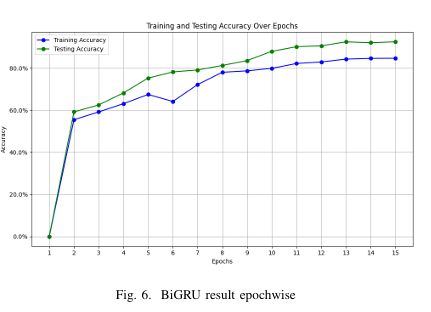 Training and Testing Accuracy Over Epochs
Training Accuracy
Testing Accuracy
80.0%
60.0%
40.0%
20.0%
0.0%
Accuracy
1 2 3 4 5 6 7 8 9 10 11 12 13 14 15
Epochs
Fig. 6. BiGRU result epochwise